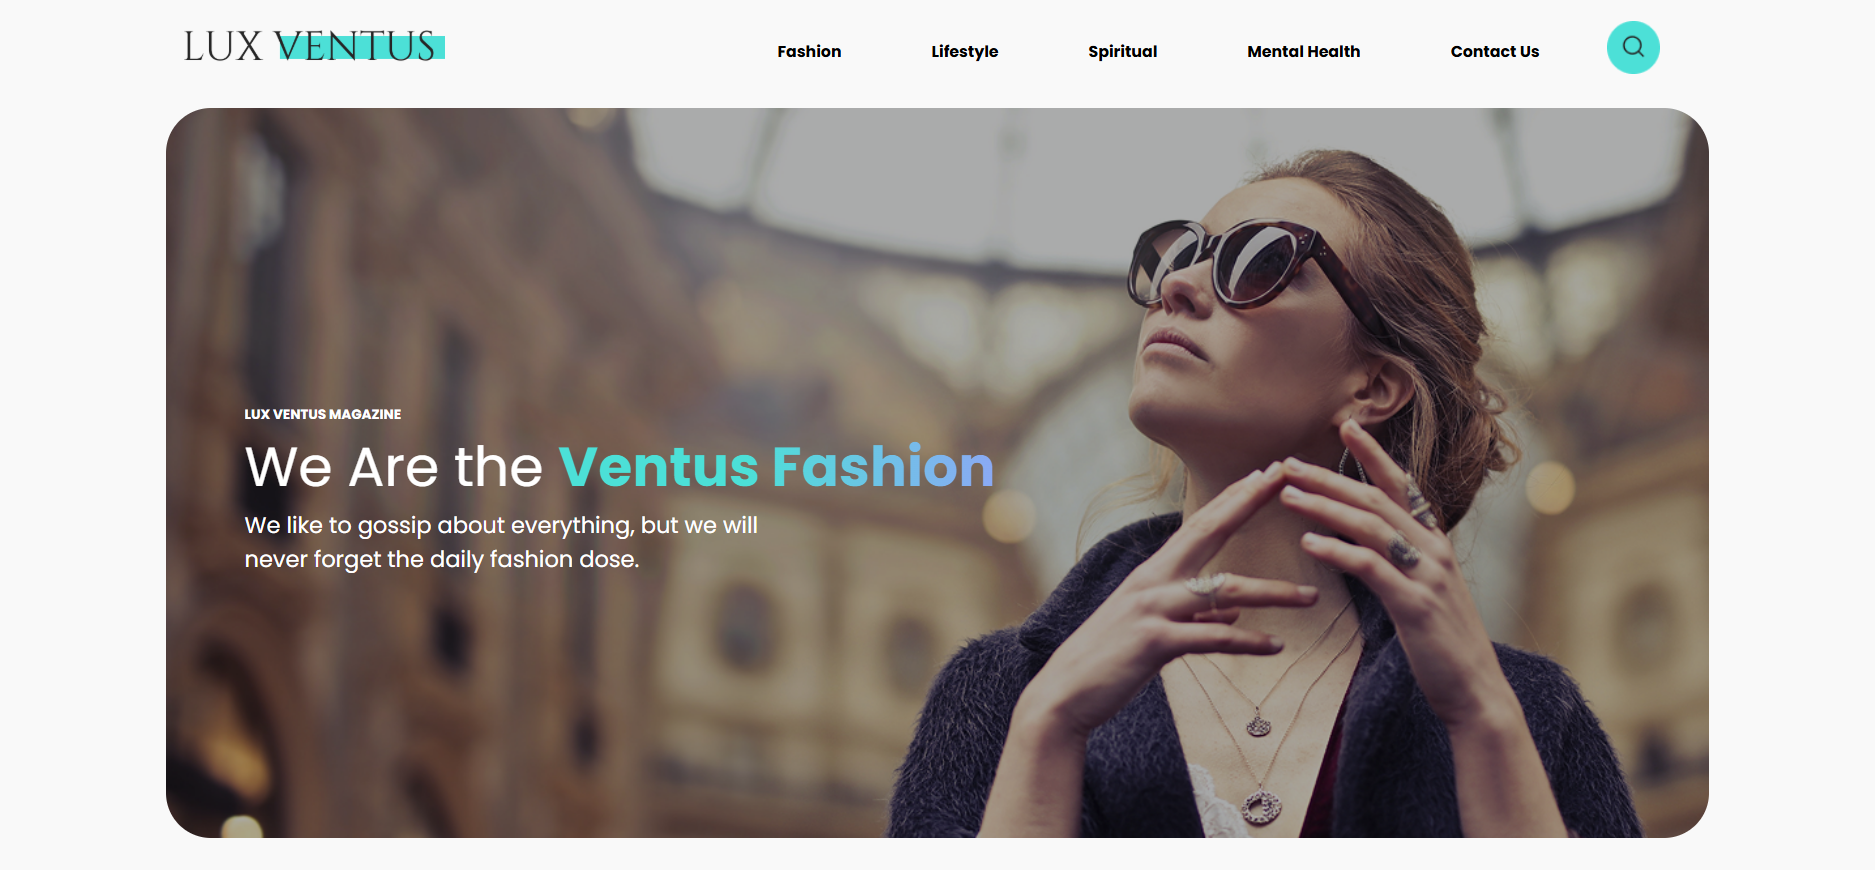 LUX VENTUS
Fashion
Lifestyle
Spiritual
Mental Health
Contact Us
LUX VENTUS MAGAZINE
We Are the Ventus Fashion
We like to gossip about everything, but we will
never forget the daily fashion dose.